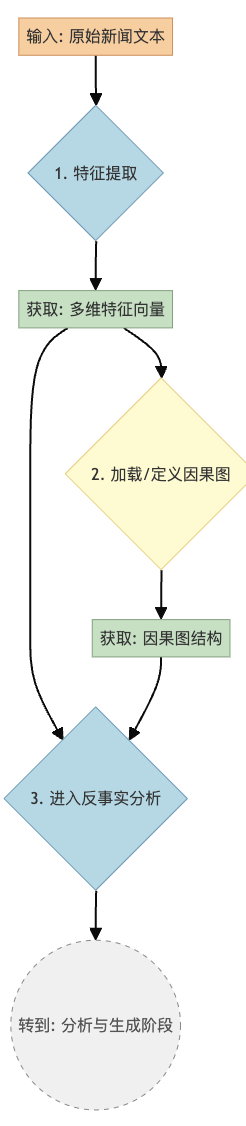 输入: 原始新闻文本
1. 特征提取
获取: 多维特征向量
2. 加载/定义因果图
获取: 因果图结构
3. 进入反事实分析
转到: 分析与生成阶段